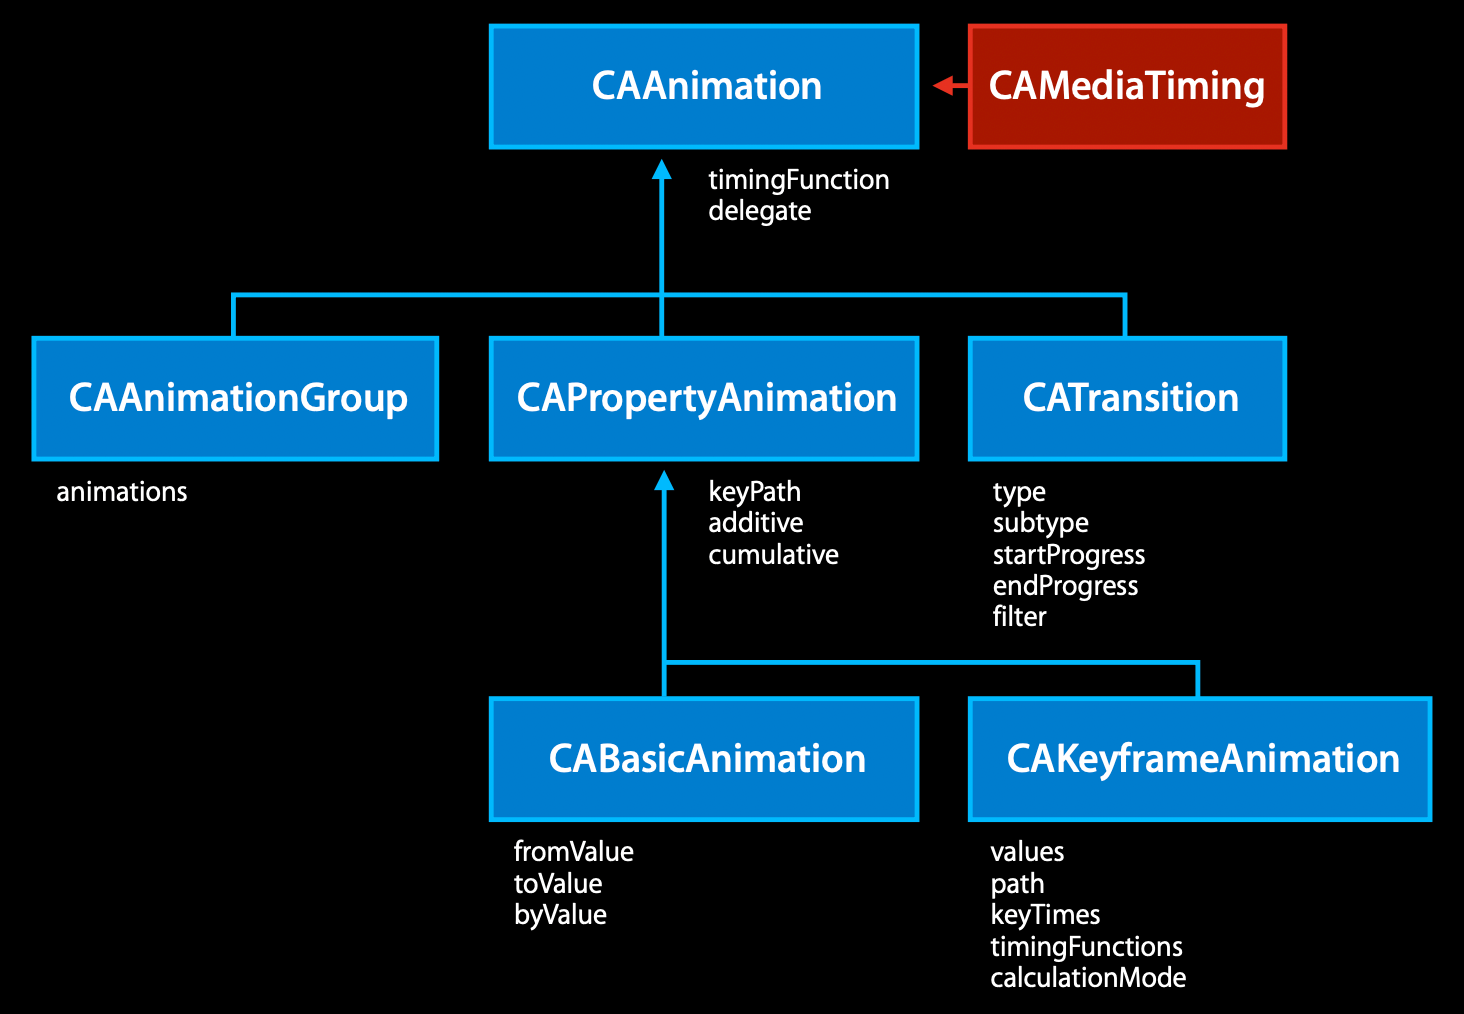 CAAnimation
CAMediaTiming
timingFunction
delegate
CAAnimationGroup
CAPropertyAnimation
CATransition
animations
keyPath
additive
cumulative
type
subtype
startProgress
endProgress
filter
CABasicAnimation
CAKeyframeAnimation
fromValue
toValue
byValue
values
path
keyTimes
timingFunctions
calculationMode